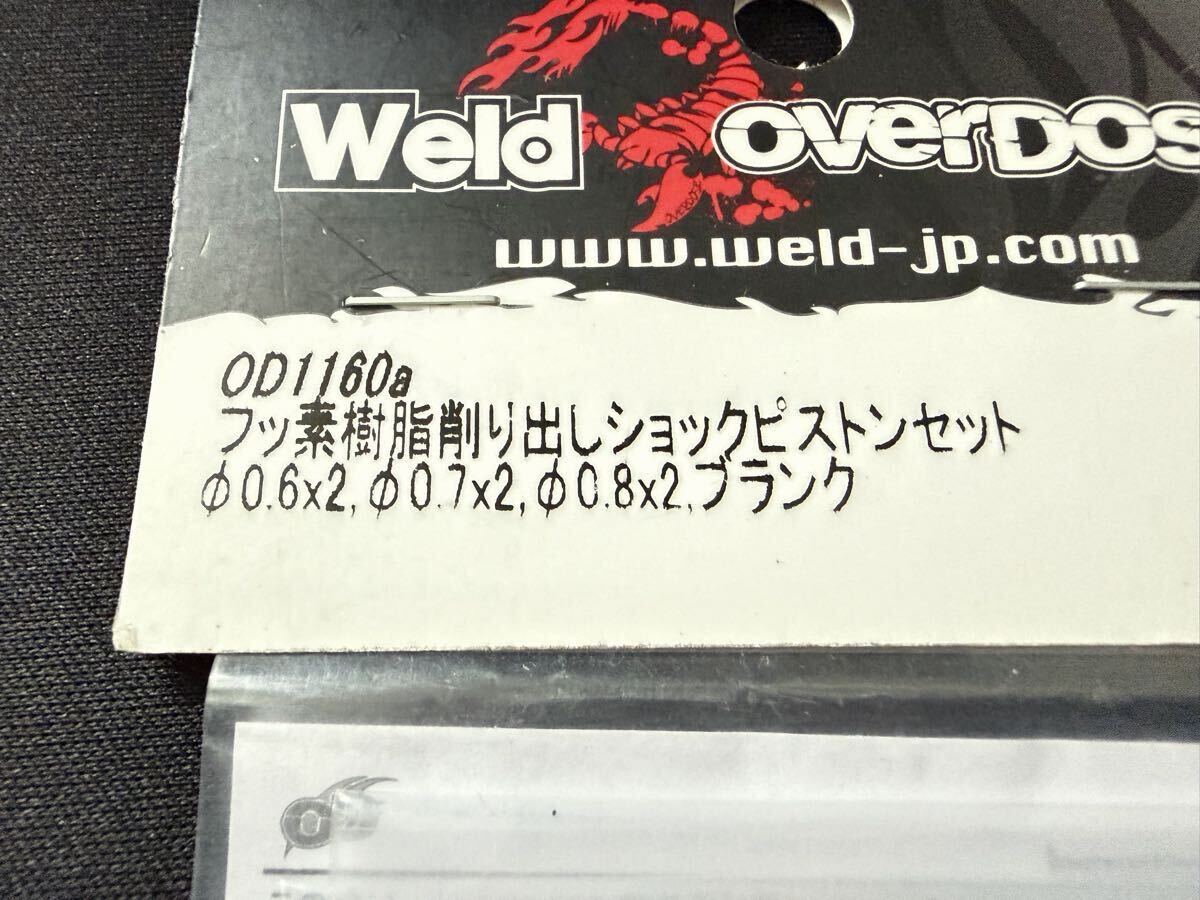 Weld OVERDOS
www.weld-jp.com
OD1160a
フッ素樹脂削り出しショックピストンセット
φ0.6x2,φ0.7x2,φ0.8x2,ブランク